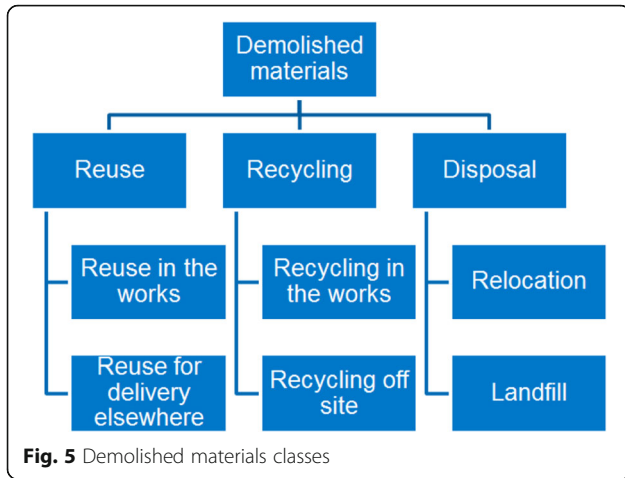 Demolished
materials
Reuse
Recycling
Disposal
Reuse in the
works
Recycling in
the works
Relocation
Reuse for
delivery
elsewhere
Recycling off
site
Landfill
Fig. 5 Demolished materials classes